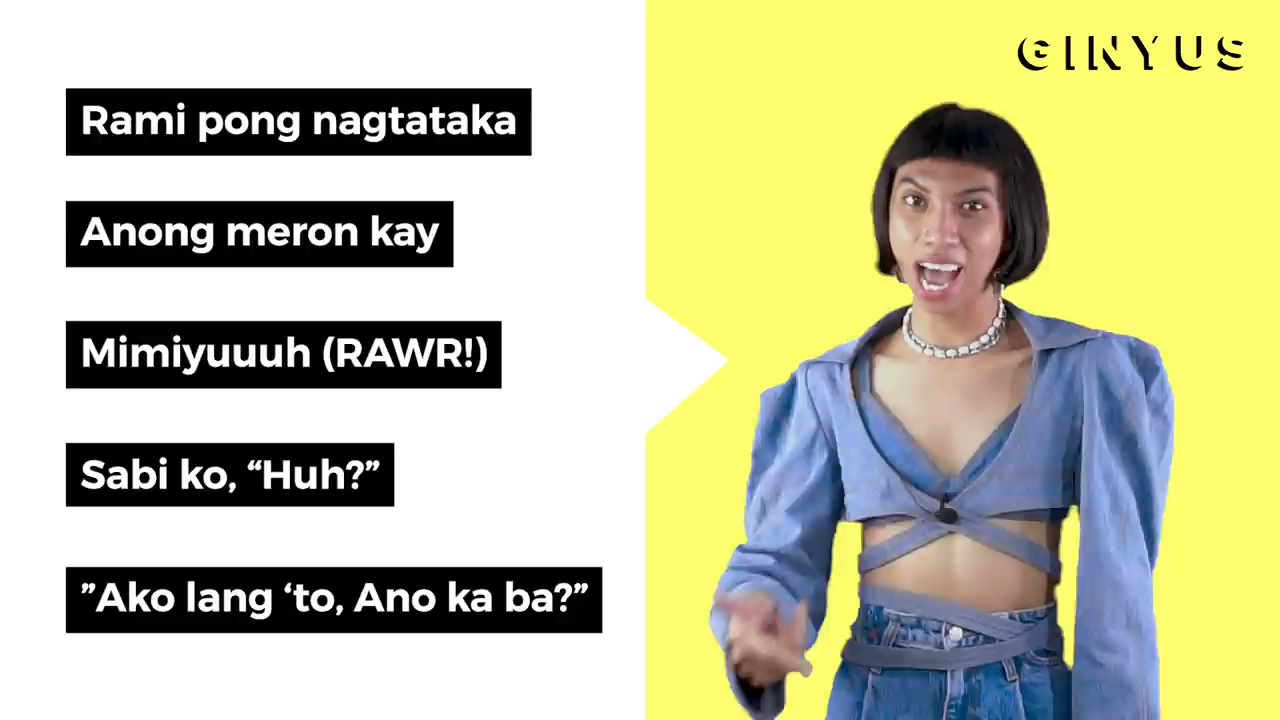 GINYUS
Rami pong nagtataka
Anong meron kay
Mimiyuuuh (RAWR!)
Sabi ko, “Huh?”
”Ako lang ‘to, Ano ka ba?”